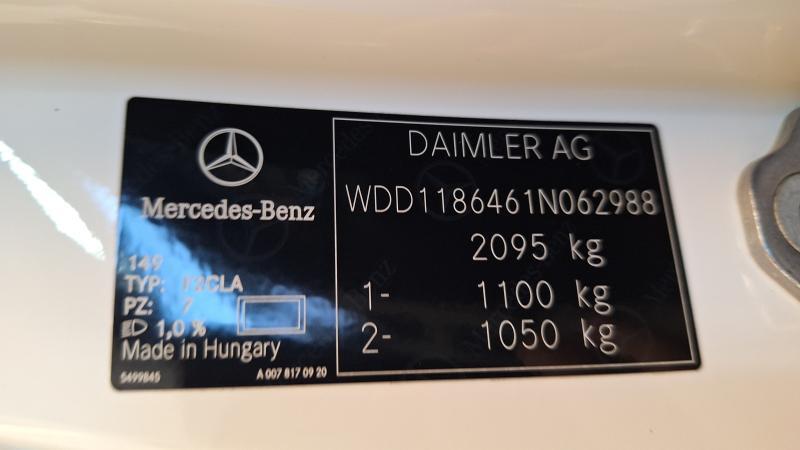 Mercedes-Benz
149
TYP: F2CLA
PZ: 7
1,0 %
Made in Hungary
5499845
A 007 817 09 20
DAIMLER AG
WDD1186461N062988
2095 kg
1- 1100 kg
2- 1050 kg